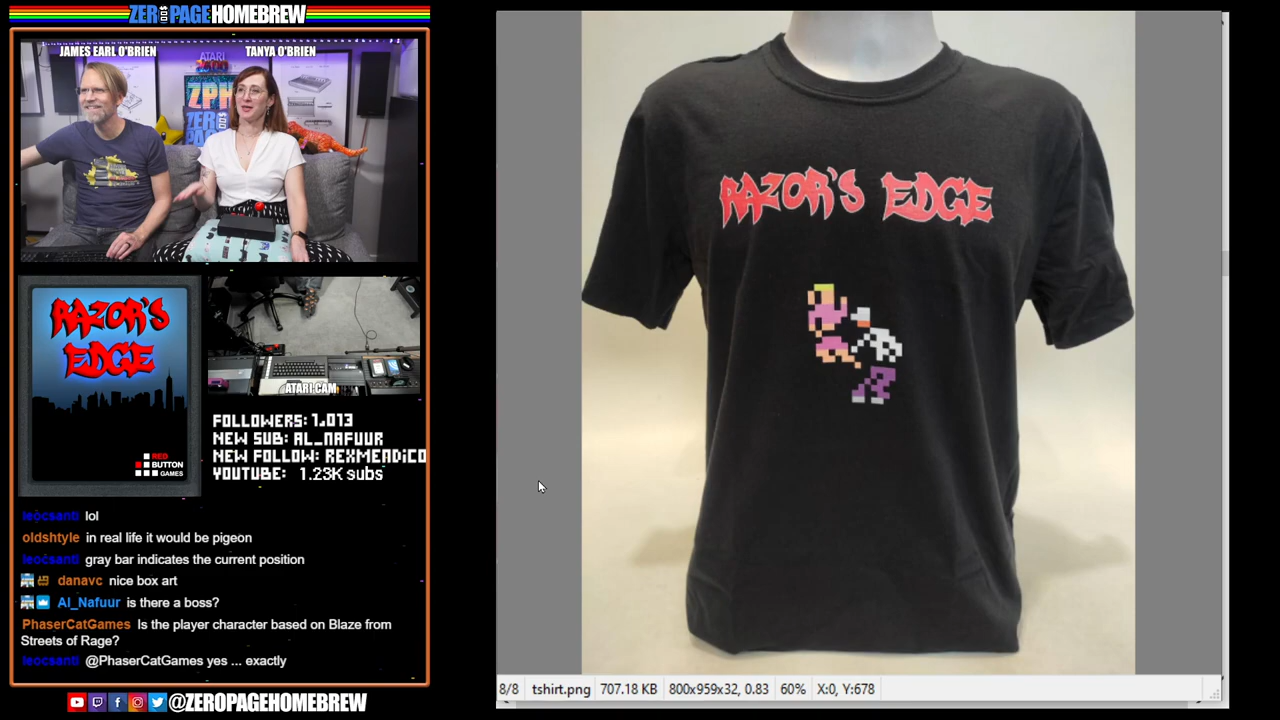 ZEROPAGEHOMEBREW
JAMES EARL O'BRIEN
TANYA O'BRIEN
ATARI
ZPH
ZERO
PAGE
RAZOR'S
EDGE
RED
BUTTON
GAMES
ATARI CAM
FOLLOWERS: 1,013
NEW SUB: AL_NAFUUR
NEW FOLLOW: REXMENDICO
YOUTUBE: 1.23K subs
leocsanti lol
oldshtyle in real life it would be pigeon
leocsanti gray bar indicates the current position
danavc nice box art
Al_Nafuur is there a boss?
PhaserCatGames Is the player character based on Blaze from
Streets of Rage?
leocsanti @PhaserCatGames yes ... exactly
@ZEROPAGEHOMEBREW
RAZOR'S EDGE
8/8 tshirt.png 707.18 KB 800x959x32, 0.83 60% X:0, Y:678